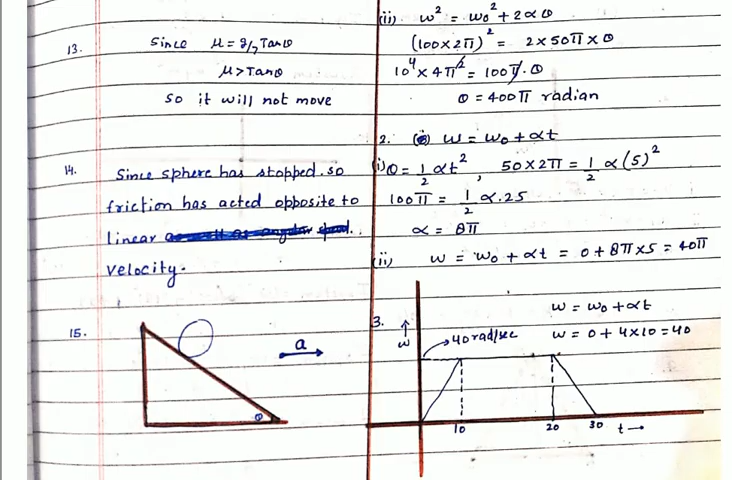 13. Since μ = 2/7 Tanθ
μ > Tanθ
So it will not move
14. Since sphere has stopped. so
friction has acted opposite to
linear
velocity.
15.
a
θ
(ii) ω² = ω₀² + 2αθ
(100×2π)² = 2×50π×θ
10⁴×4π² = 100π·θ
θ = 400π radian
2. ω = ω₀ + αt
(i) θ = 1/2 αt², 50×2π = 1/2 α(5)²
100π = 1/2 α·25
α = 8π
(ii) ω = ω₀ + αt = 0 + 8π×5 = 40π
3. ω
ω = ω₀ + αt
40 rad/sec ω = 0 + 4×10 = 40
10 20 30 t→